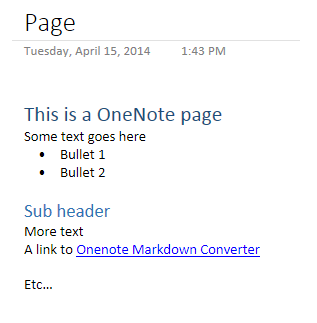 Page
Tuesday, April 15, 2014 1:43 PM
This is a OneNote page
Some text goes here
• Bullet 1
• Bullet 2
Sub header
More text
A link to Onenote Markdown Converter
Etc...